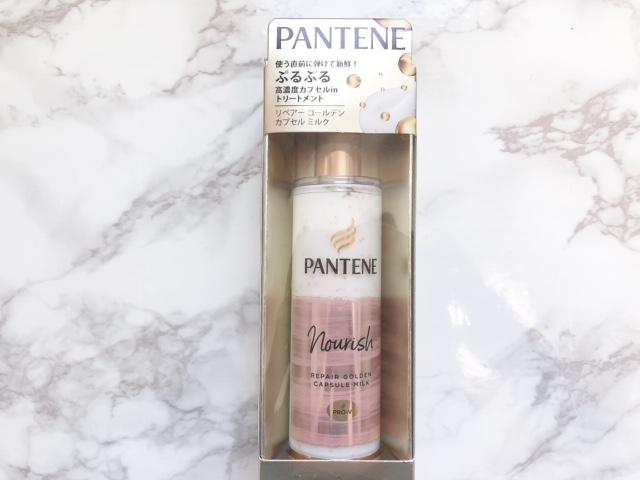 PANTENE
使う直前に弾けて新鮮!
ぷるぷる
高濃度カプセルin
トリートメント
リペアー ゴールデン
カプセル ミルク
PANTENE
Nourish
REPAIR GOLDEN
CAPSULE MILK
PRO-V